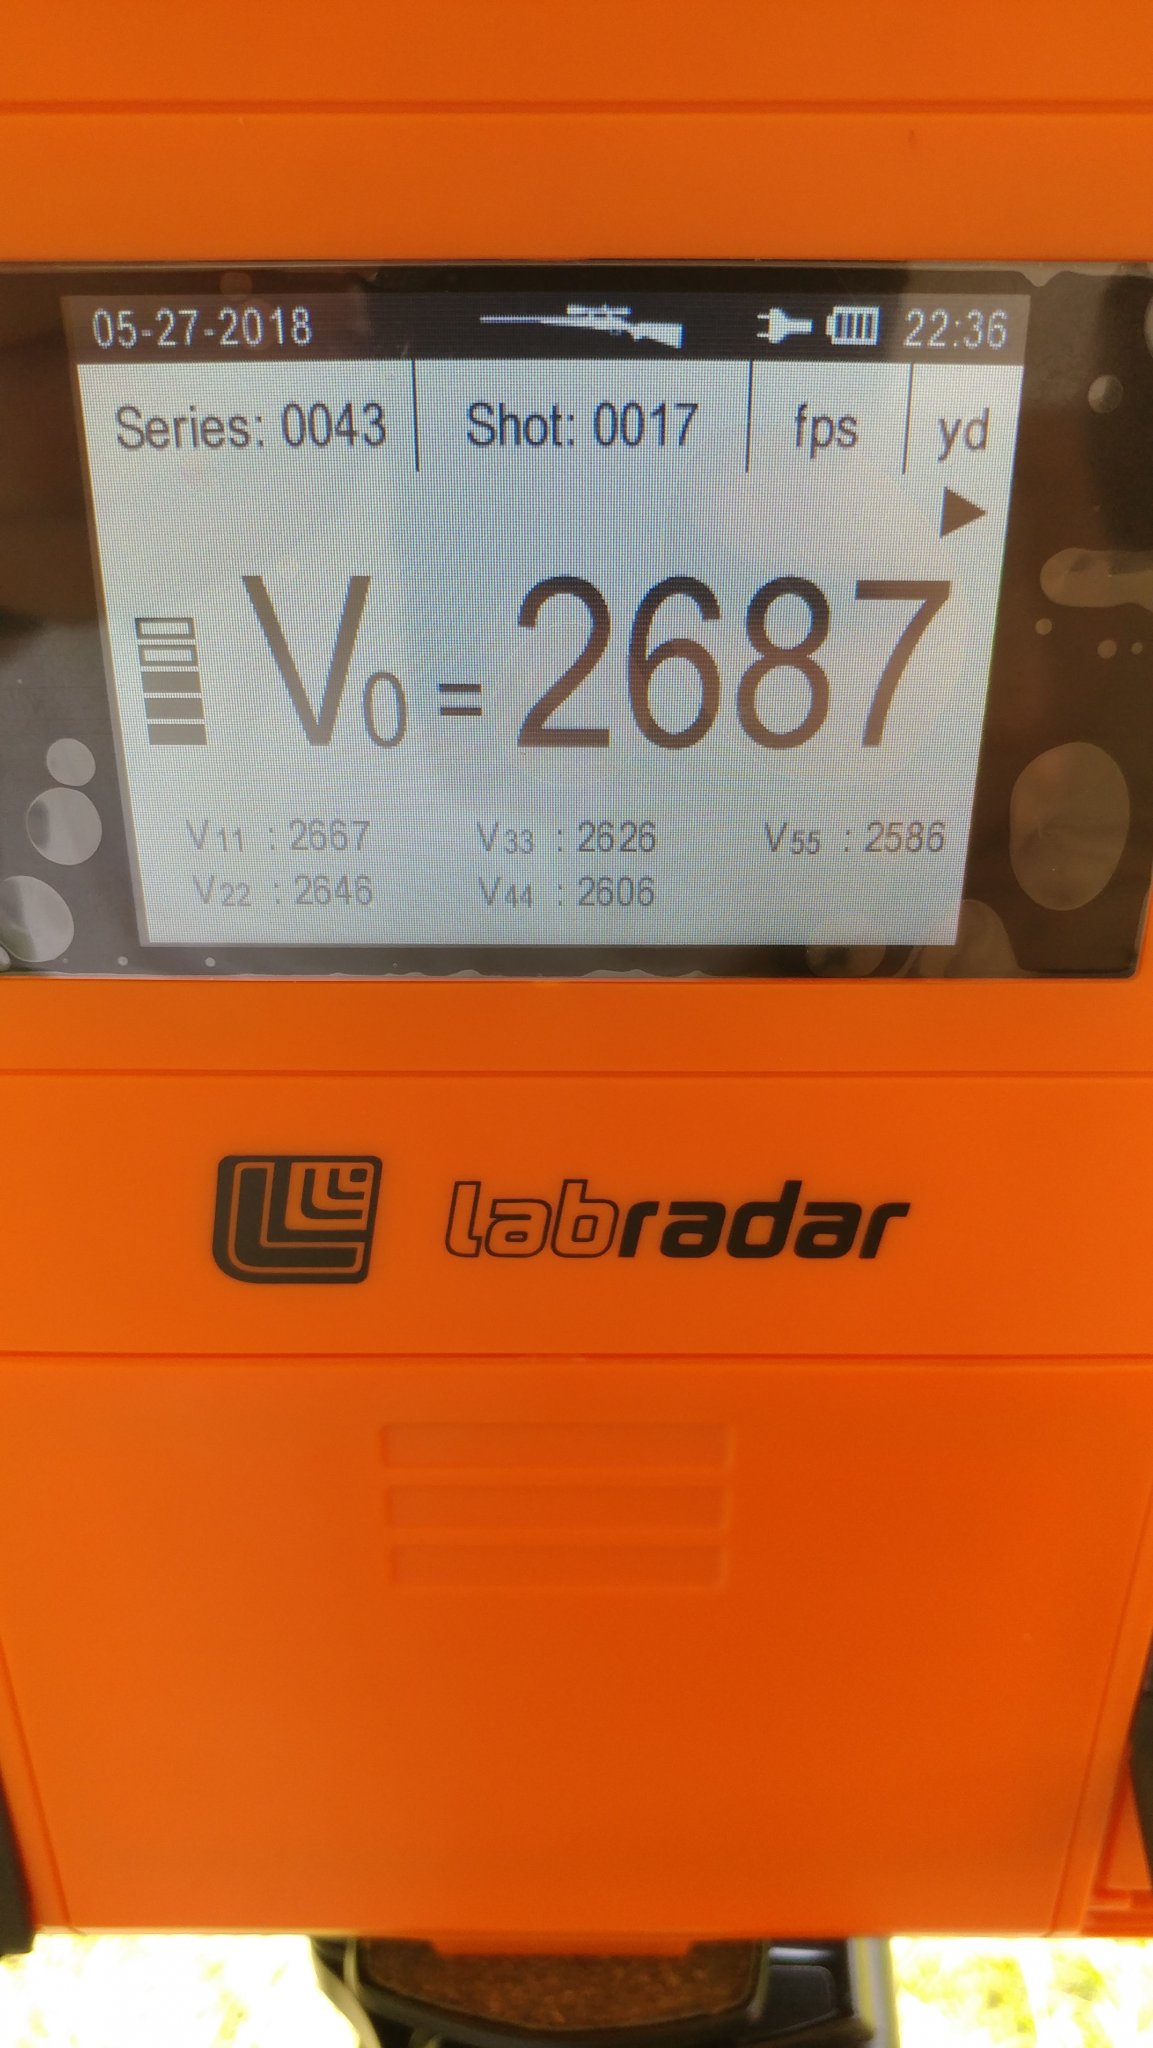 05-27-2018 22:36
Series: 0043 Shot: 0017 fps yd
V0 = 2687
V11 : 2667 V33 : 2626 V55 : 2586
V22 : 2646 V44 : 2606
labradar